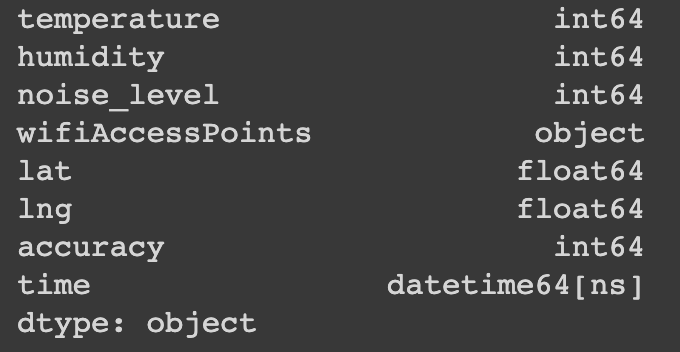 temperature int64
humidity int64
noise_level int64
wifiAccessPoints object
lat float64
lng float64
accuracy int64
time datetime64[ns]
dtype: object